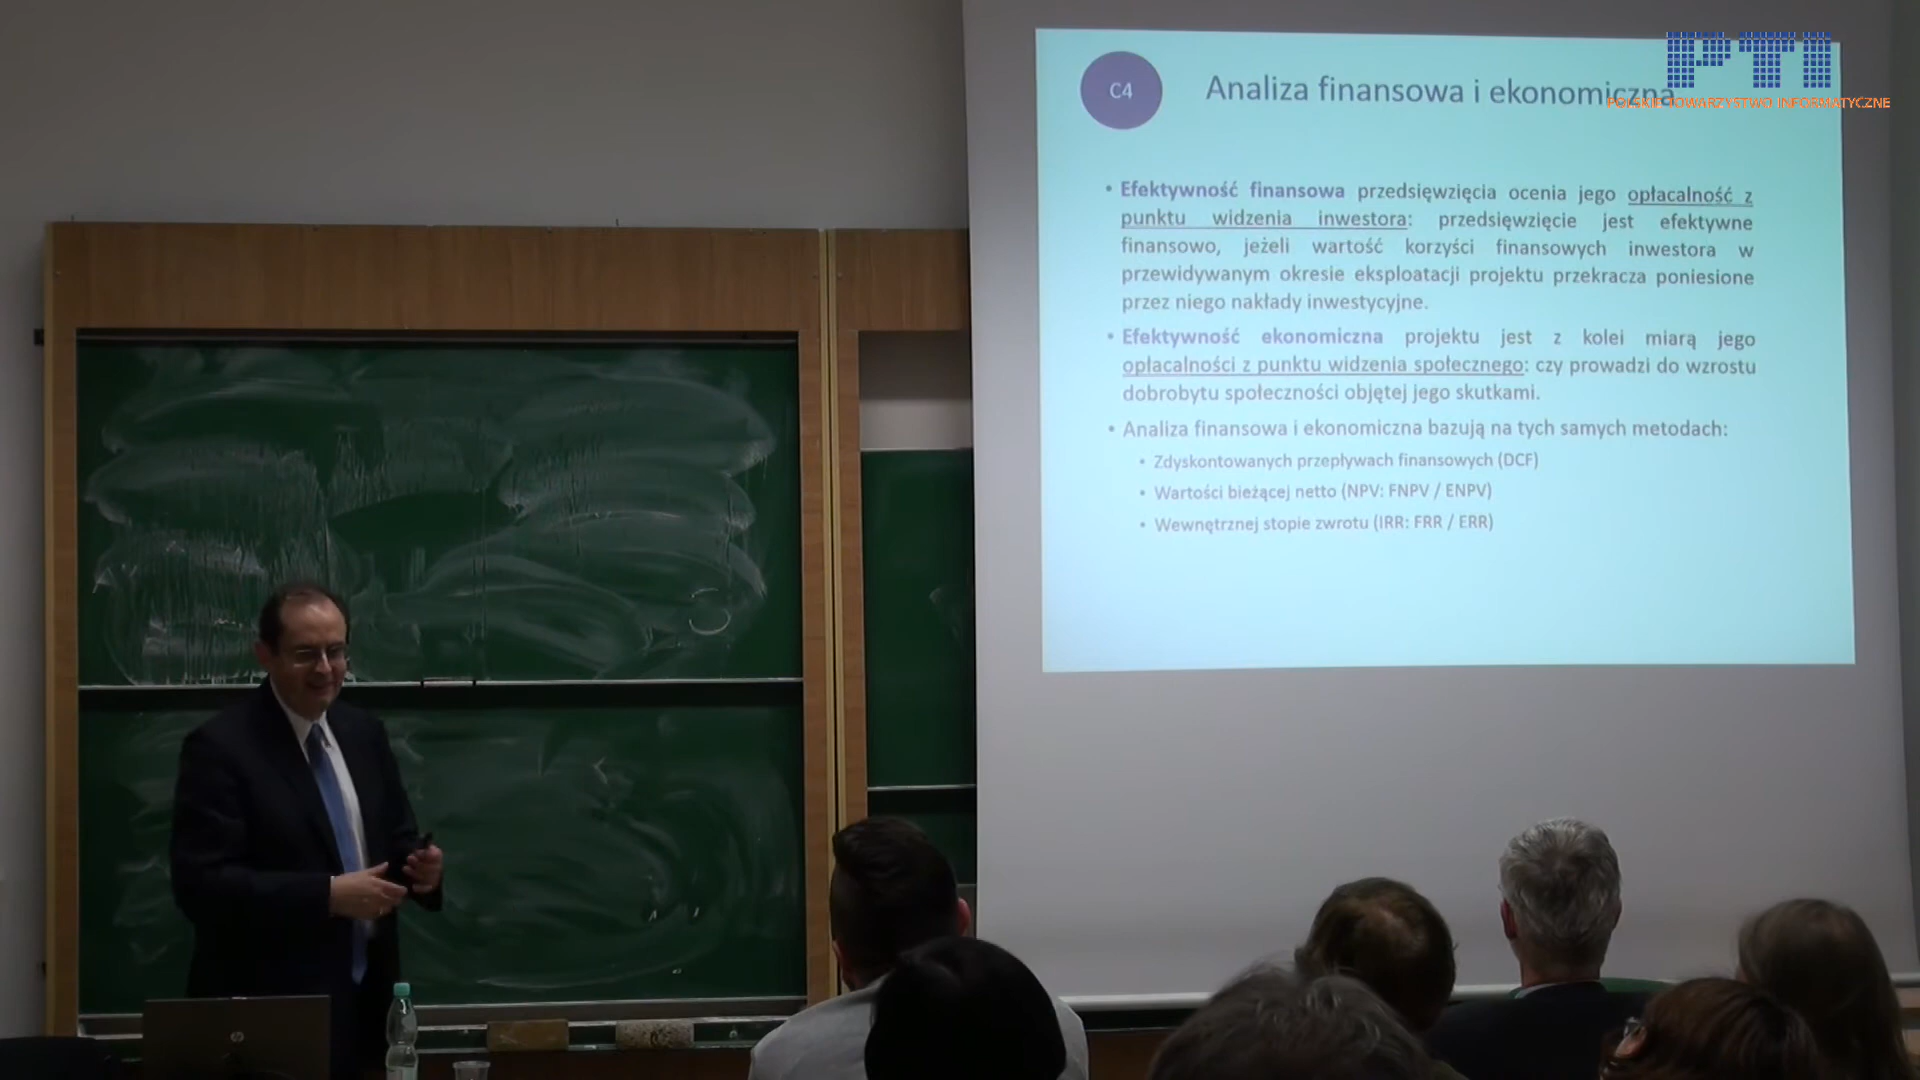 PTI
POLSKIE TOWARZYSTWO INFORMATYCZNE
C4
Analiza finansowa i ekonomiczna
• Efektywność finansowa przedsięwzięcia ocenia jego opłacalność z
punktu widzenia inwestora: przedsięwzięcie jest efektywne
finansowo, jeżeli wartość korzyści finansowych inwestora w
przewidywanym okresie eksploatacji projektu przekracza poniesione
przez niego nakłady inwestycyjne.
• Efektywność ekonomiczna projektu jest z kolei miarą jego
opłacalności z punktu widzenia społecznego: czy prowadzi do wzrostu
dobrobytu społeczności objętej jego skutkami.
• Analiza finansowa i ekonomiczna bazują na tych samych metodach:
• Zdyskontowanych przepływach finansowych (DCF)
• Wartości bieżącej netto (NPV: FNPV / ENPV)
• Wewnętrznej stopie zwrotu (IRR: FRR / ERR)
hp